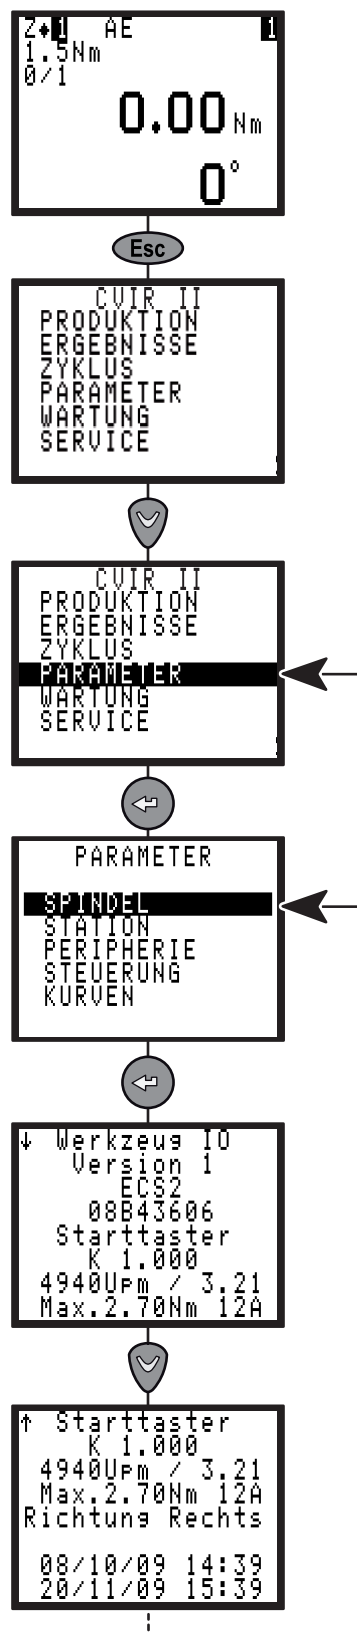 Z 1 AE 1
1.5Nm
0/1
0.00 Nm
0°
Esc
CVIR II
PRODUKTION
ERGEBNISSE
ZYKLUS
PARAMETER
WARTUNG
SERVICE
CVIR II
PRODUKTION
ERGEBNISSE
ZYKLUS
PARAMETER
WARTUNG
SERVICE
PARAMETER
SPINDEL
STATION
PERIPHERIE
STEUERUNG
KURVEN
↓ Werkzeug IO
Version 1
ECS2
08B43606
Starttaster
K 1.000
4940Upm / 3.21
Max.2.70Nm 12A
↑ Starttaster
K 1.000
4940Upm / 3.21
Max.2.70Nm 12A
Richtung Rechts
08/10/09 14:39
20/11/09 15:39